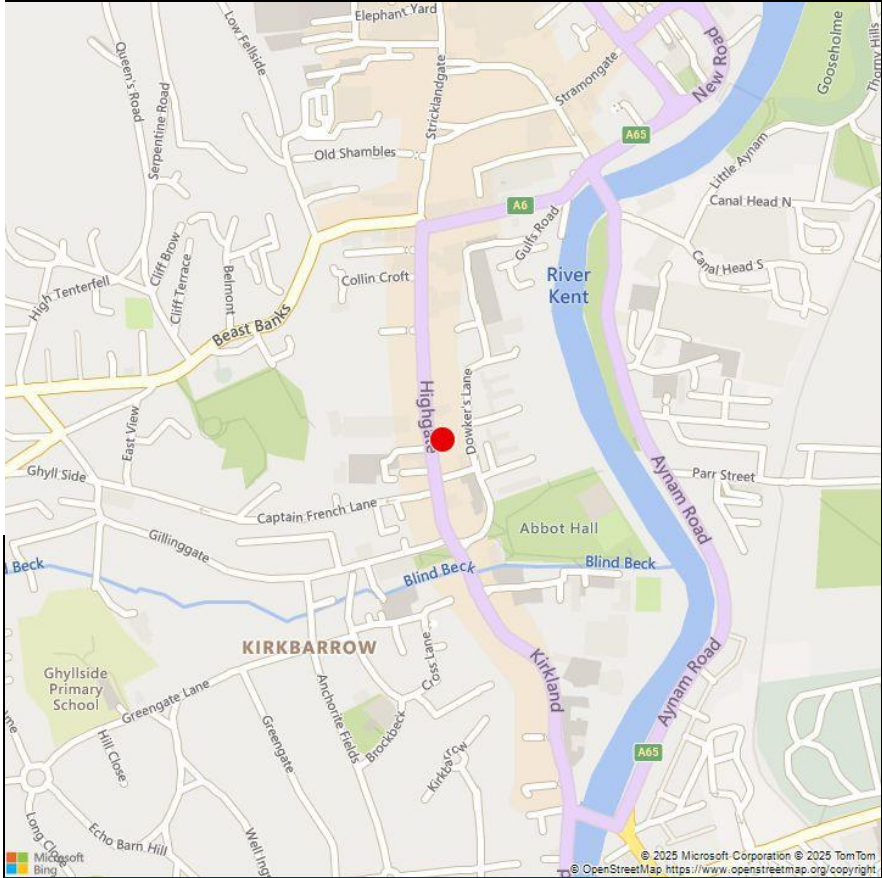 Elephant Yard
Low Fellside
Queen's Road
Serpentine Road
Stricklandgate
Stramongate
New Road
Gooseholme
Thorny Hills
A65
Old Shambles
Little Aynam
Canal Head N
A6
Gulfs Road
Cliff Brow
Cliff Terrace
Belmont
High Tenterfell
Collin Croft
River
Kent
Canal Head S
Beast Banks
Highgate
Dowker's Lane
East View
Ghyll Side
Aynam Road
Parr Street
Captain French Lane
Gillinggate
Abbot Hall
Blind Beck
Blind Beck
Beck
KIRKBARROW
Cross Lane
Kirkland
Aynam Road
Ghyllside
Primary
School
Greengate Lane
Anchorite Fields
Greengate
Brockbeck
Hill Close
A65
Long Close
Echo Barn Hill
Microsoft
Bing
© 2025 Microsoft Corporation © 2025 TomTom
© OpenStreetMap https://www.openstreetmap.org/copyright